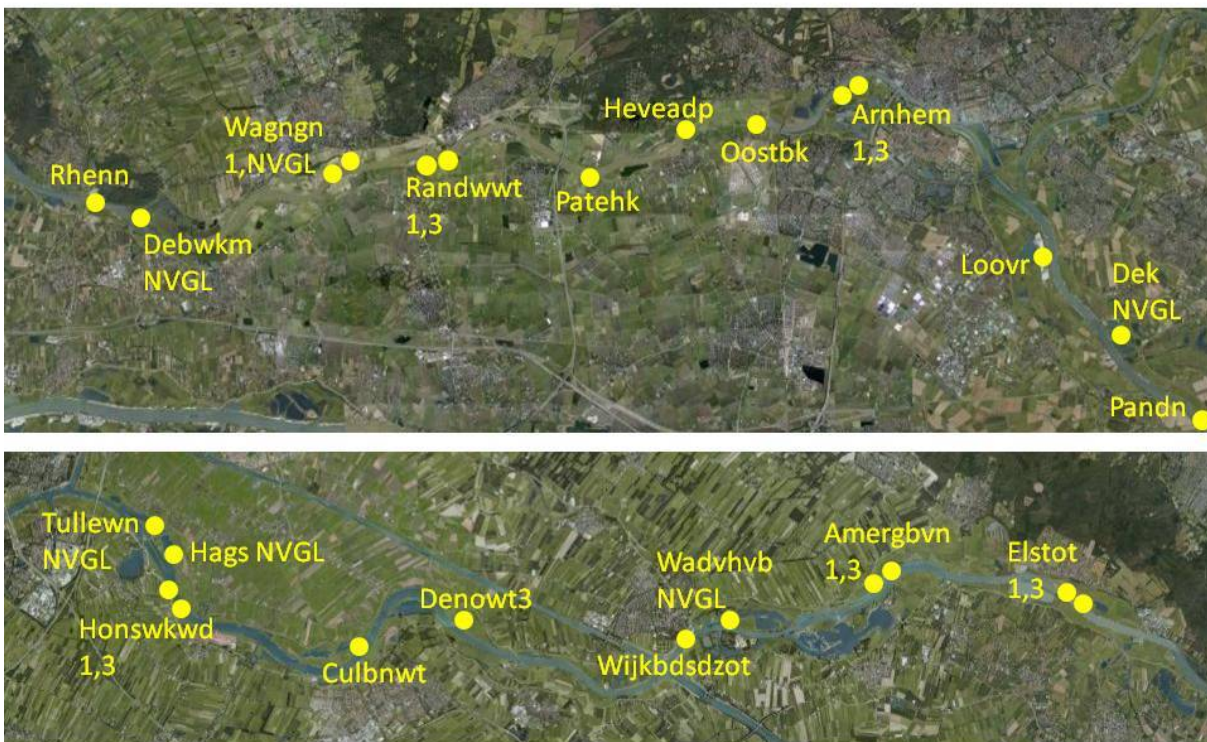 Rhenn
Debwkm
NVGL
Wagngn
1,NVGL
Randwwt
1,3
Patehk
Heveadp
Oostbk
Arnhem
1,3
Loovr
Dek
NVGL
Pandn
Tullewn
NVGL
Hags NVGL
Honswkwd
1,3
Culbnwt
Denowt3
Wijkbdsdzot
Wadvhvb
NVGL
Amergbvn
1,3
Elstot
1,3